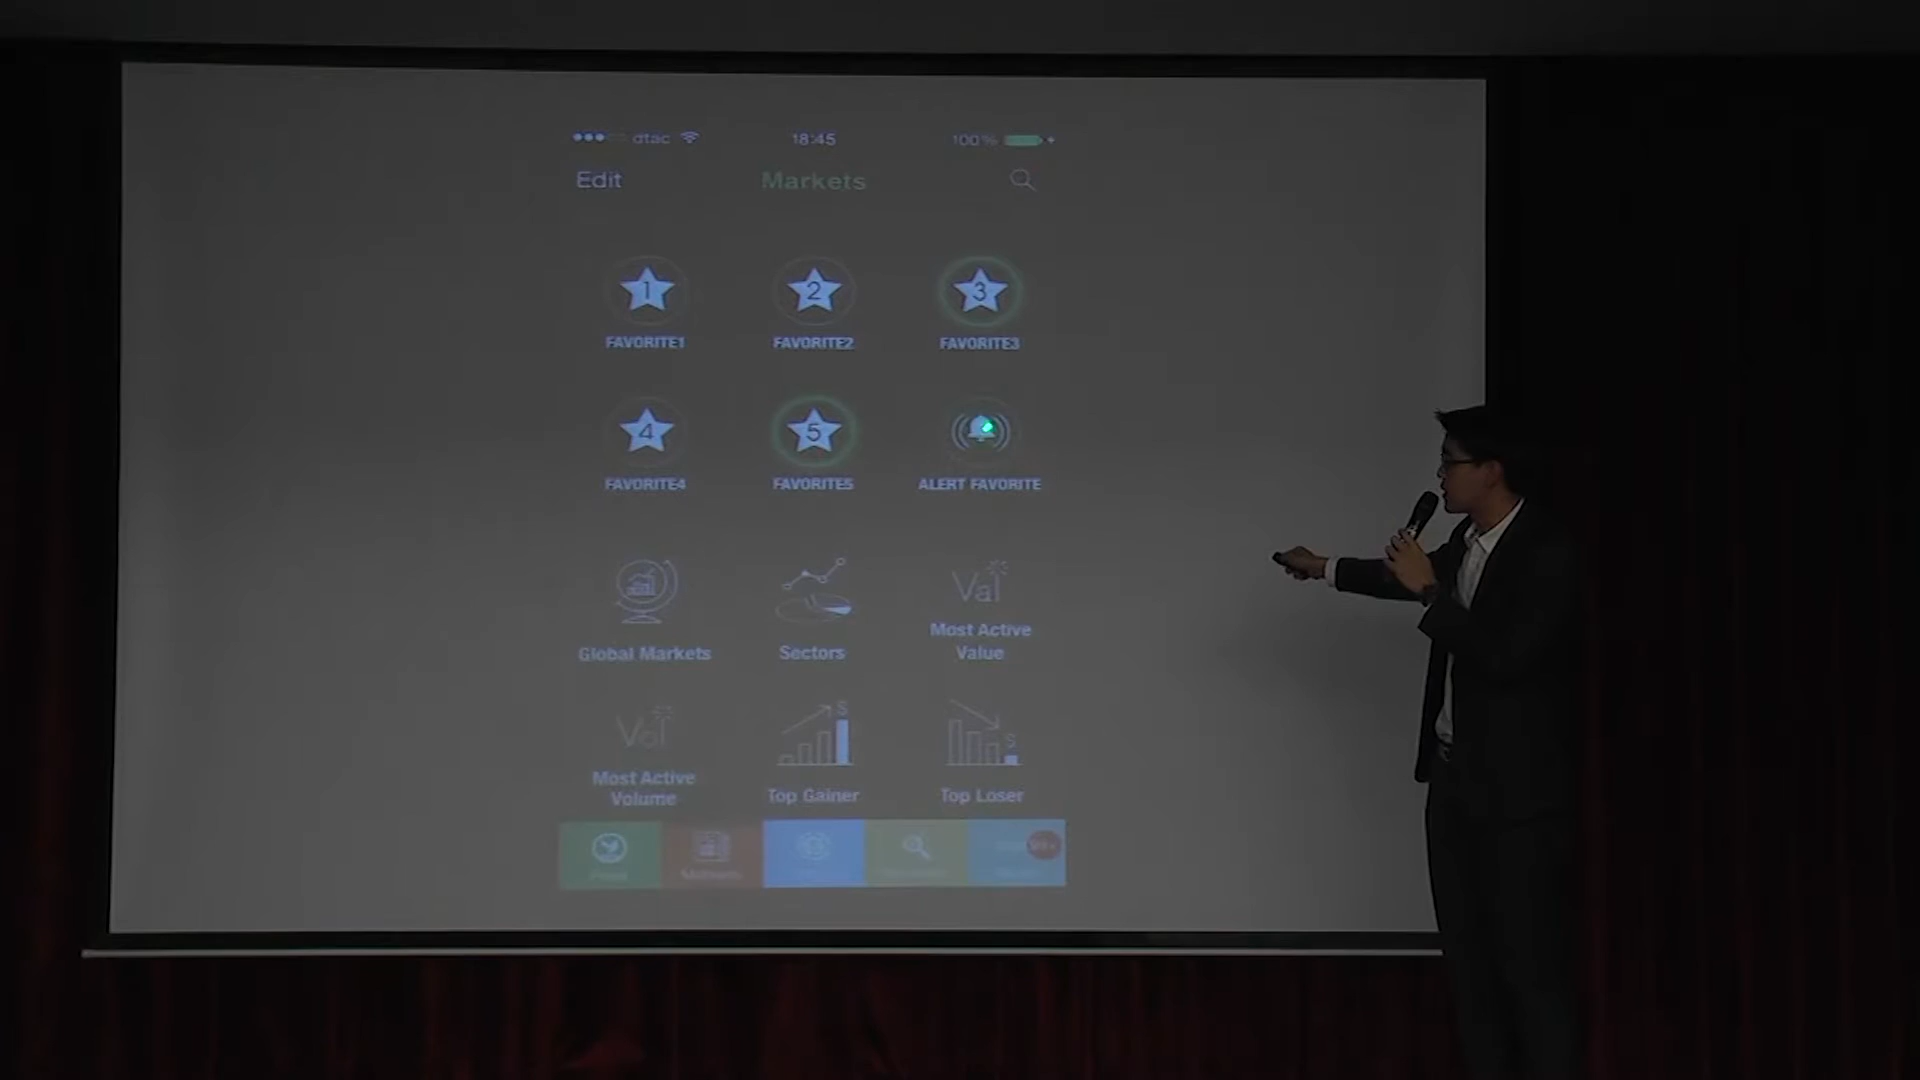 dtac 18:45 100%
Edit Markets
1 2 3
FAVORITE1 FAVORITE2 FAVORITE3
4 5
FAVORITE4 FAVORITE5 ALERT FAVORITE
Val
Global Markets Sectors Most Active
Value
Vol $ $
Most Active
Volume Top Gainer Top Loser